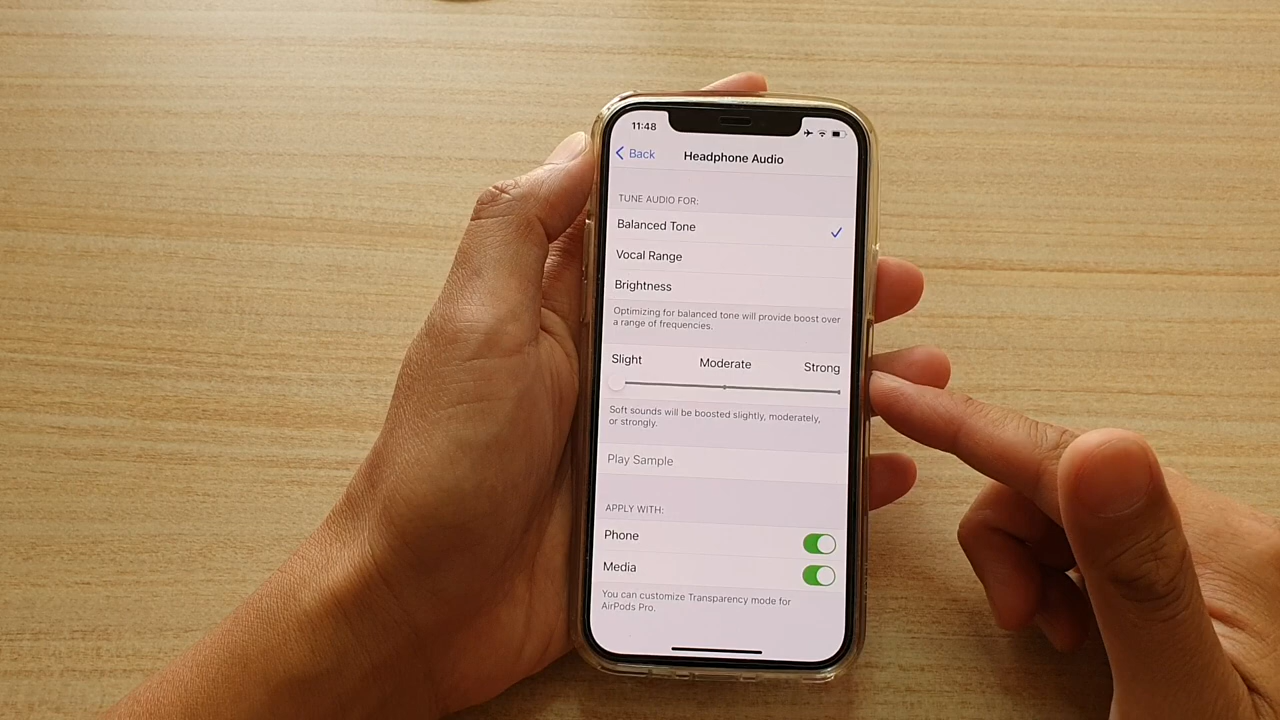 11:48
Back
Headphone Audio
TUNE AUDIO FOR:
Balanced Tone
Vocal Range
Brightness
Optimizing for balanced tone will provide boost over
a range of frequencies.
Slight Moderate Strong
Soft sounds will be boosted slightly, moderately,
or strongly.
Play Sample
APPLY WITH:
Phone
Media
You can customize Transparency mode for
AirPods Pro.